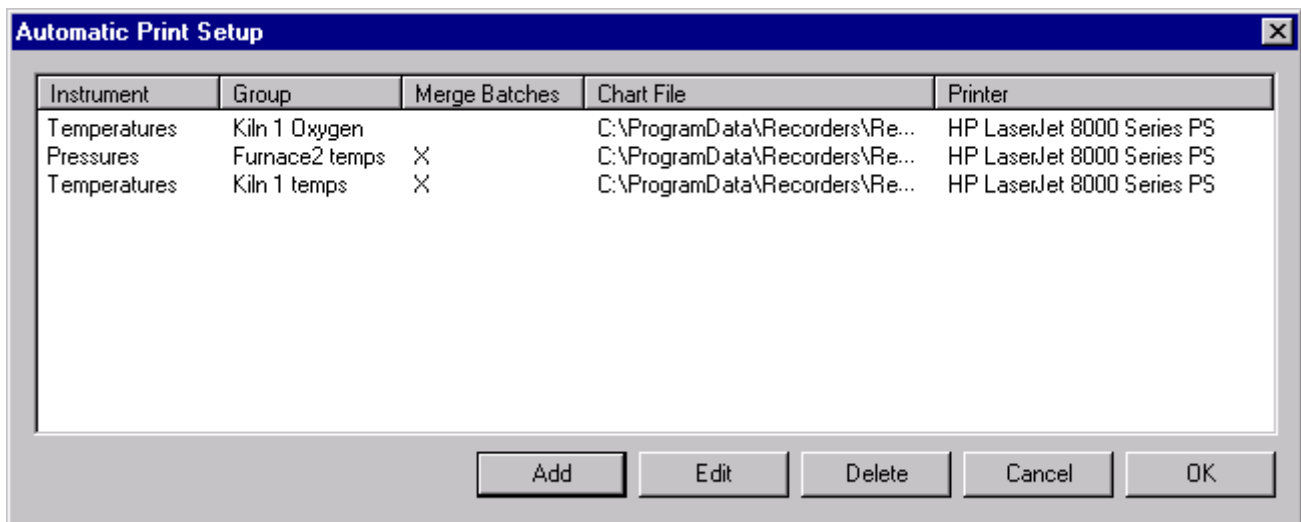 Automatic Print Setup
Instrument Group Merge Batches Chart File Printer
Temperatures Kiln 1 Oxygen C:\ProgramData\Recorders\Re... HP LaserJet 8000 Series PS
Pressures Furnace2 temps X C:\ProgramData\Recorders\Re... HP LaserJet 8000 Series PS
Temperatures Kiln 1 temps X C:\ProgramData\Recorders\Re... HP LaserJet 8000 Series PS
Add Edit Delete Cancel OK